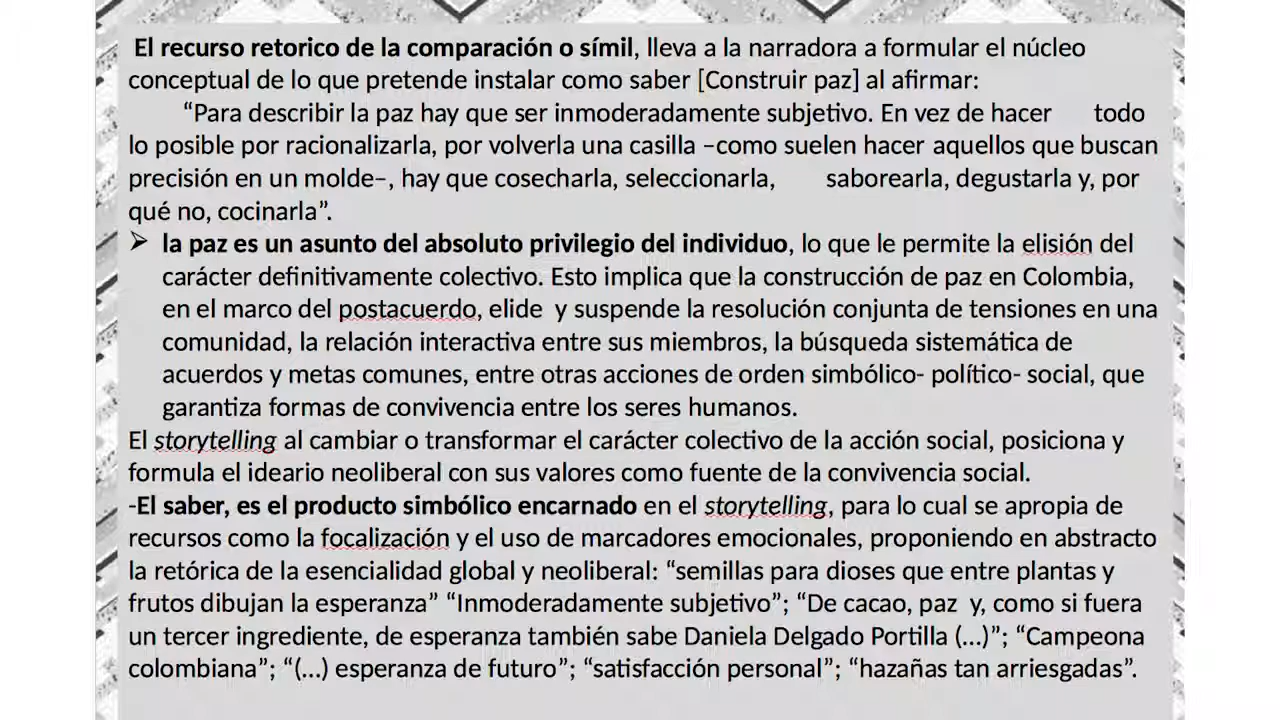 El recurso retorico de la comparación o símil, lleva a la narradora a formular el núcleo
conceptual de lo que pretende instalar como saber [Construir paz] al afirmar:
“Para describir la paz hay que ser inmoderadamente subjetivo. En vez de hacer todo
lo posible por racionalizarla, por volverla una casilla –como suelen hacer aquellos que buscan
precisión en un molde–, hay que cosecharla, seleccionarla, saborearla, degustarla y, por
qué no, cocinarla”.
➢ la paz es un asunto del absoluto privilegio del individuo, lo que le permite la elisión del
carácter definitivamente colectivo. Esto implica que la construcción de paz en Colombia,
en el marco del postacuerdo, elide y suspende la resolución conjunta de tensiones en una
comunidad, la relación interactiva entre sus miembros, la búsqueda sistemática de
acuerdos y metas comunes, entre otras acciones de orden simbólico- político- social, que
garantiza formas de convivencia entre los seres humanos.
El storytelling al cambiar o transformar el carácter colectivo de la acción social, posiciona y
formula el ideario neoliberal con sus valores como fuente de la convivencia social.
-El saber, es el producto simbólico encarnado en el storytelling, para lo cual se apropia de
recursos como la focalización y el uso de marcadores emocionales, proponiendo en abstracto
la retórica de la esencialidad global y neoliberal: “semillas para dioses que entre plantas y
frutos dibujan la esperanza” “Inmoderadamente subjetivo”; “De cacao, paz y, como si fuera
un tercer ingrediente, de esperanza también sabe Daniela Delgado Portilla (…)”; “Campeona
colombiana”; “(…) esperanza de futuro”; “satisfacción personal”; “hazañas tan arriesgadas”.